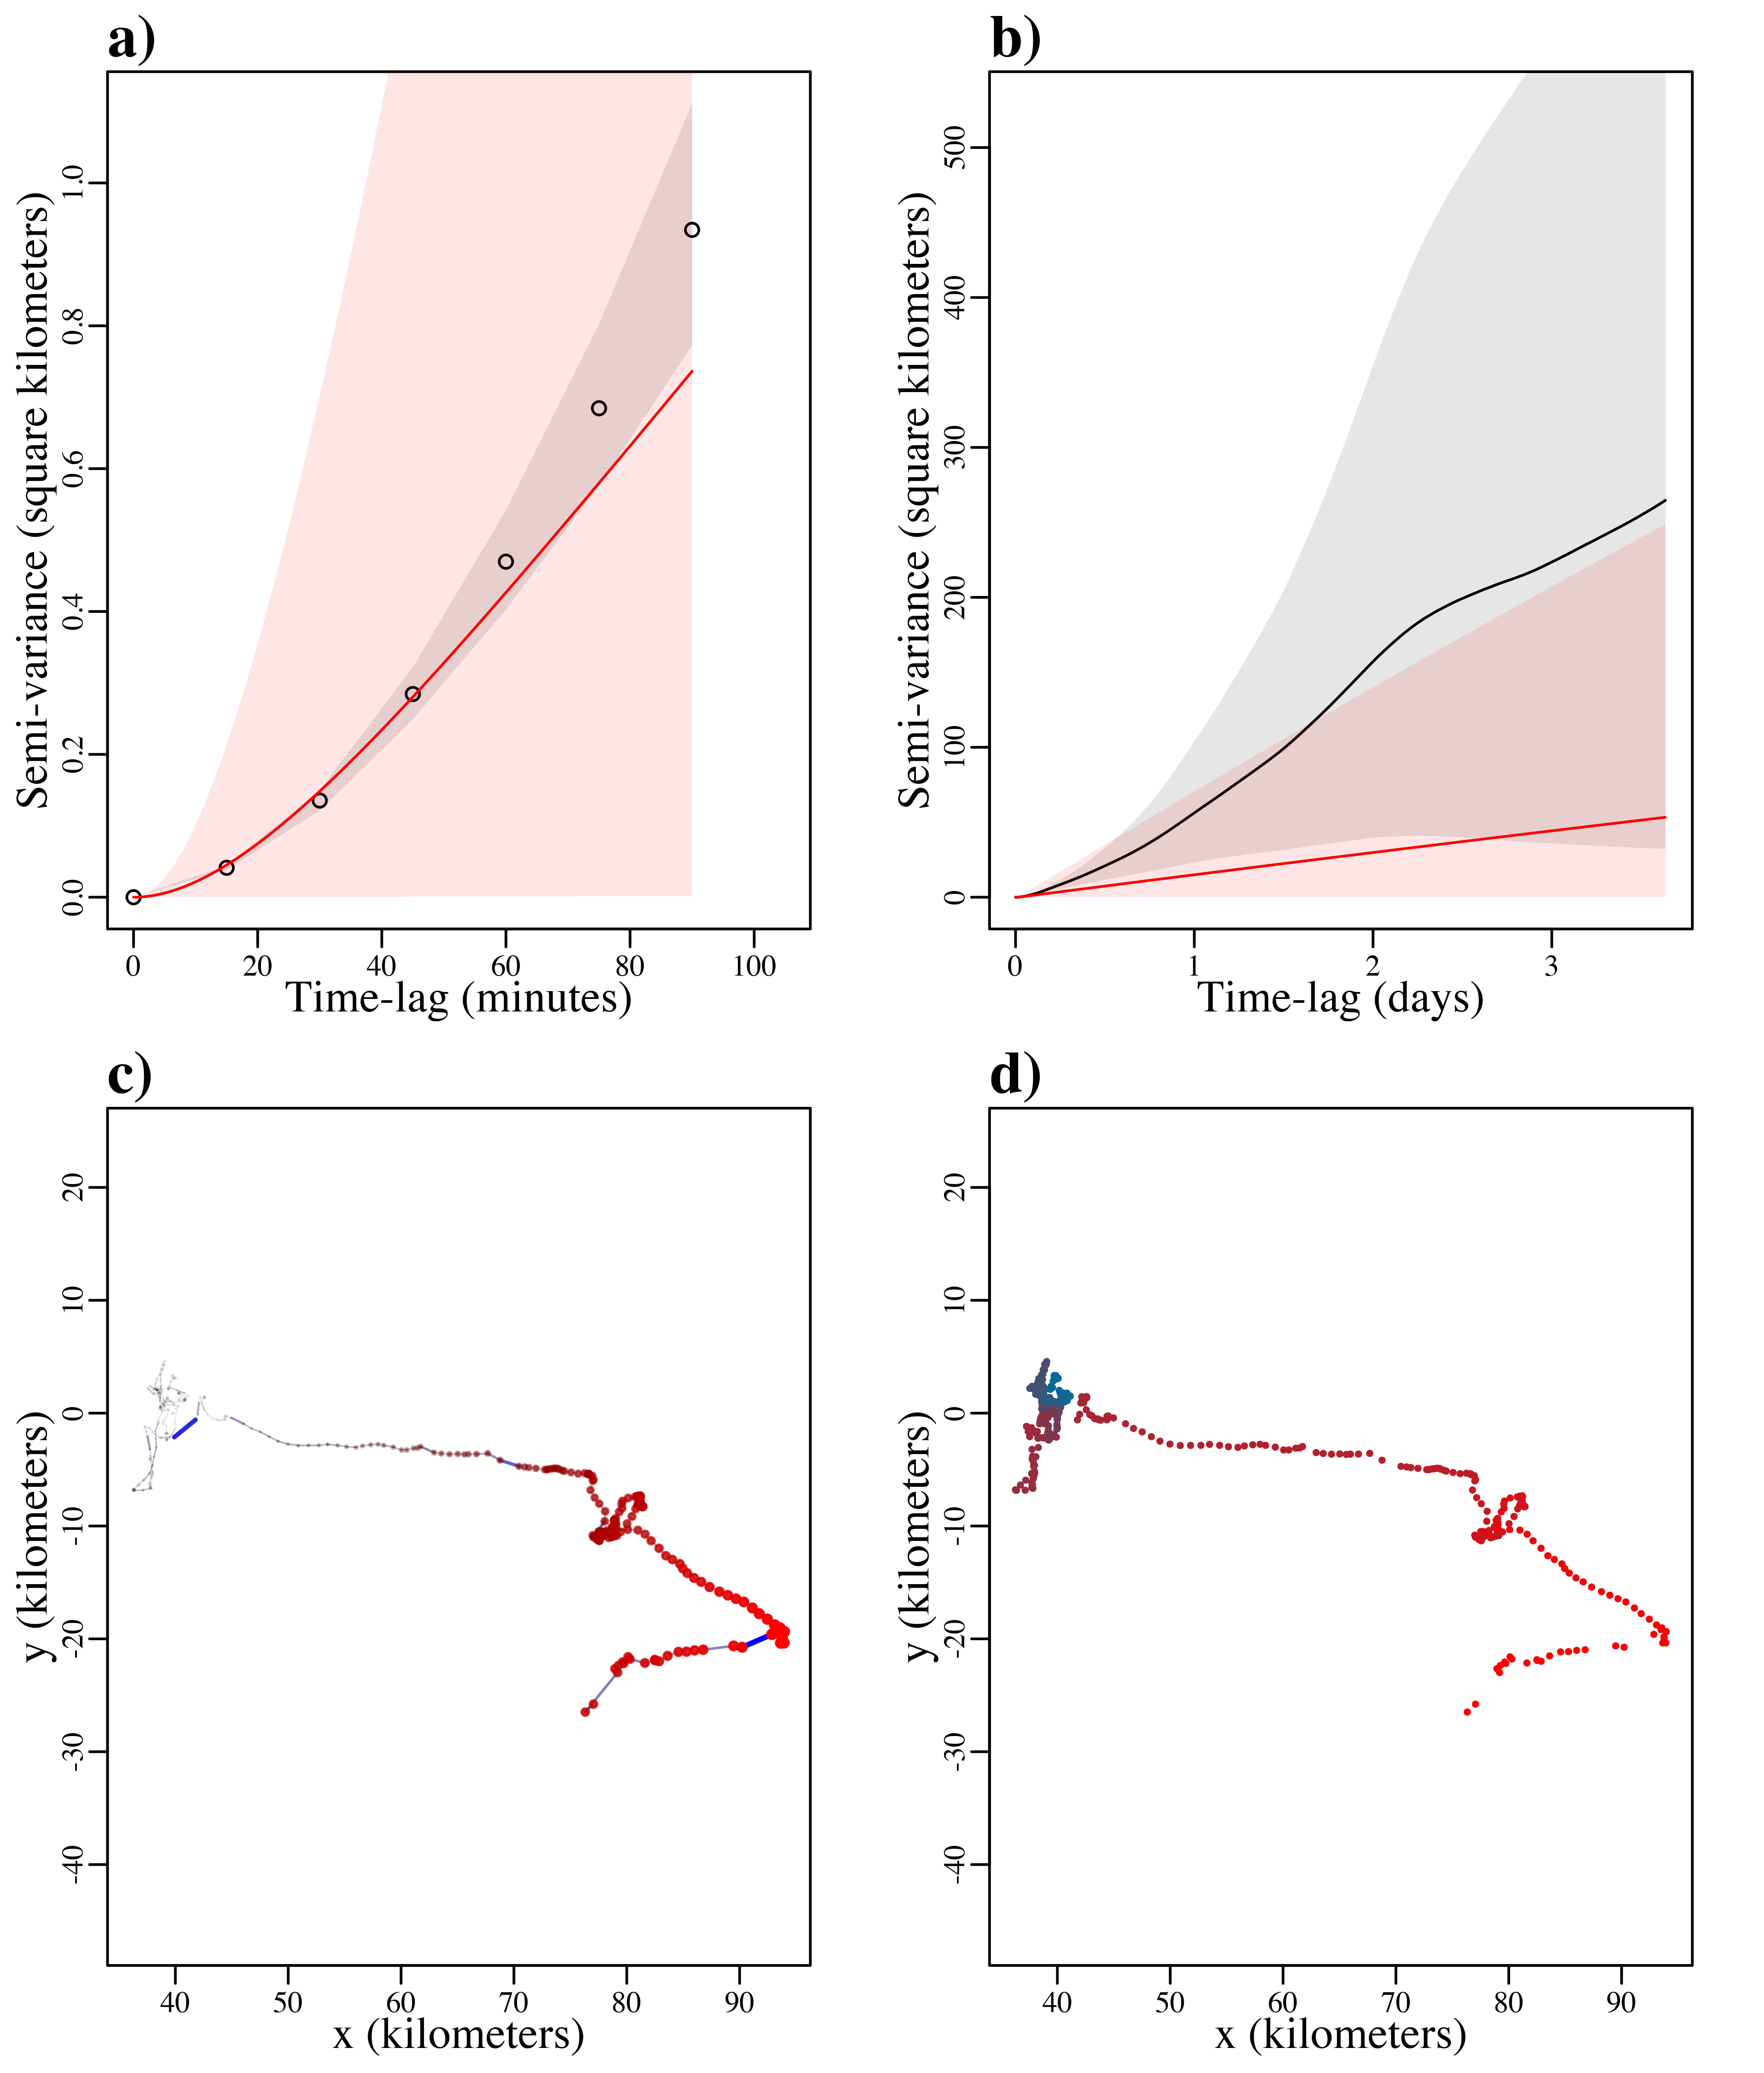 a)
Semi-variance (square kilometers)
0.0 0.2 0.4 0.6 0.8 1.0
0 20 40 60 80 100
Time-lag (minutes)
b)
Semi-variance (square kilometers)
0 100 200 300 400 500
0 1 2 3
Time-lag (days)
c)
y (kilometers)
-40 -30 -20 -10 0 10 20
40 50 60 70 80 90
x (kilometers)
d)
y (kilometers)
-40 -30 -20 -10 0 10 20
40 50 60 70 80 90
x (kilometers)